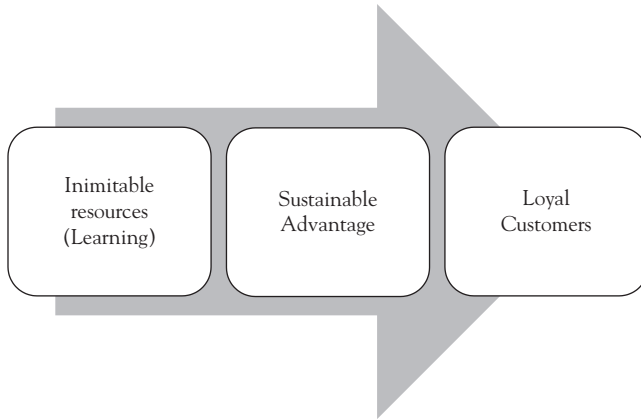 Inimitable
resources
(Learning)
Sustainable
Advantage
Loyal
Customers